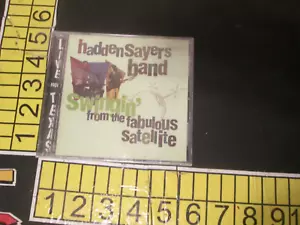 hadden Sayers
band
Swingin'
from the fabulous
satellite
LIVE
TEXAS
1 2 3 4 5 6
1 2 3 4 5 6 7 8 9 1